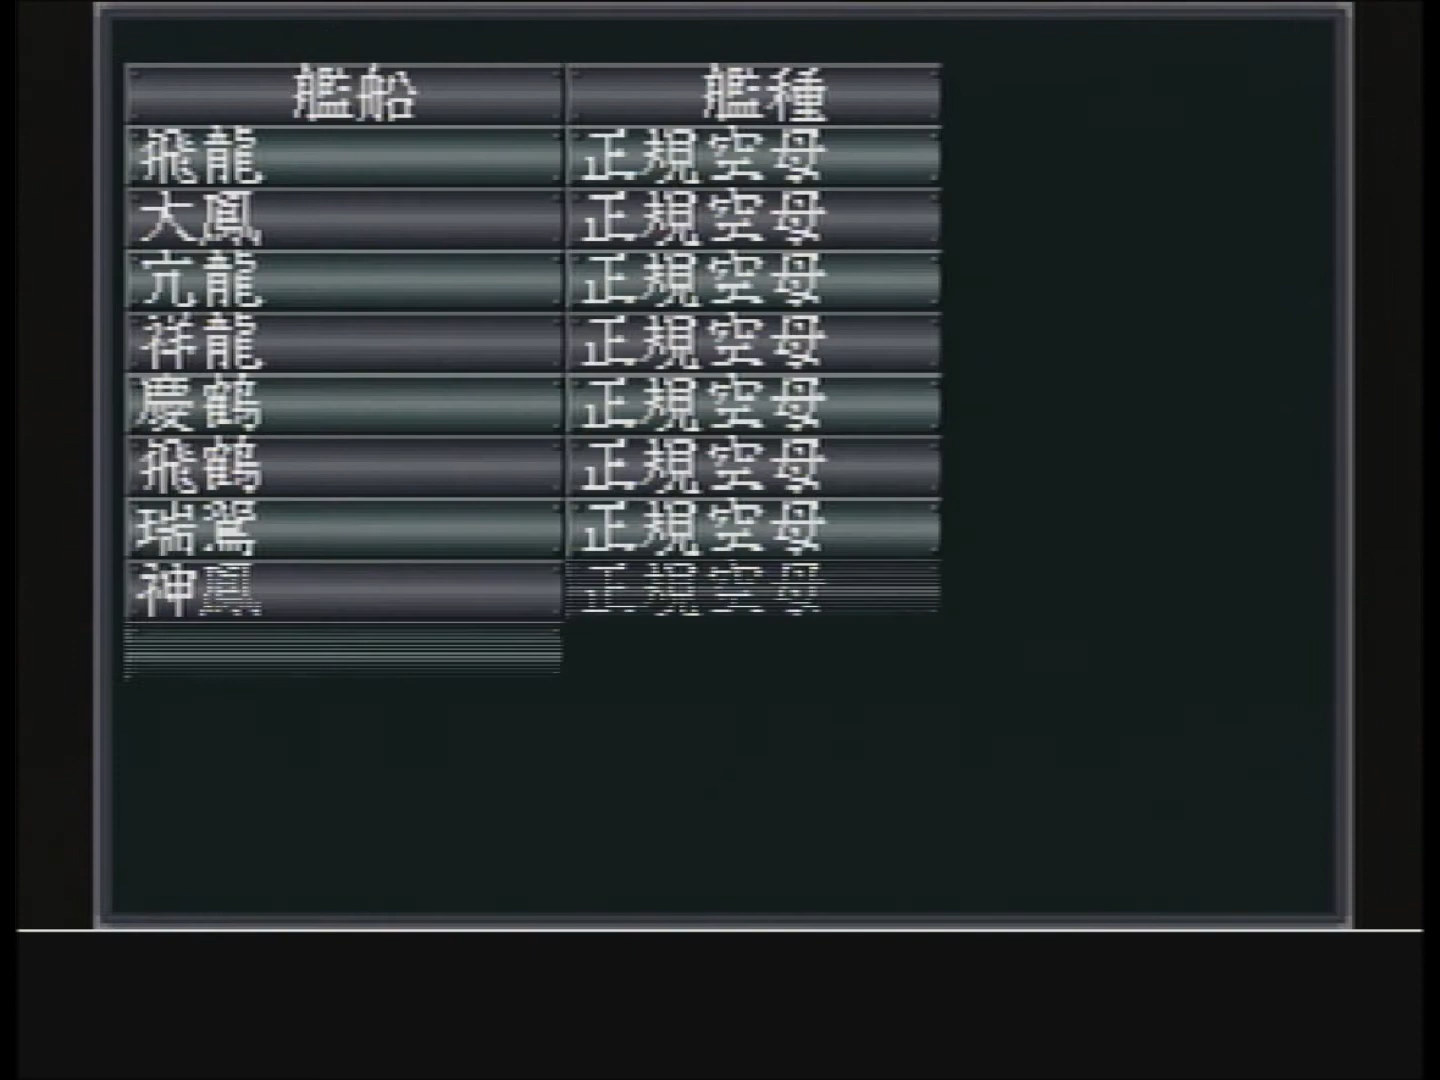 艦船 艦種
飛龍 正規空母
大鳳 正規空母
亢龍 正規空母
祥龍 正規空母
慶鶴 正規空母
飛鶴 正規空母
瑞鴛 正規空母
神鳳 正規空母